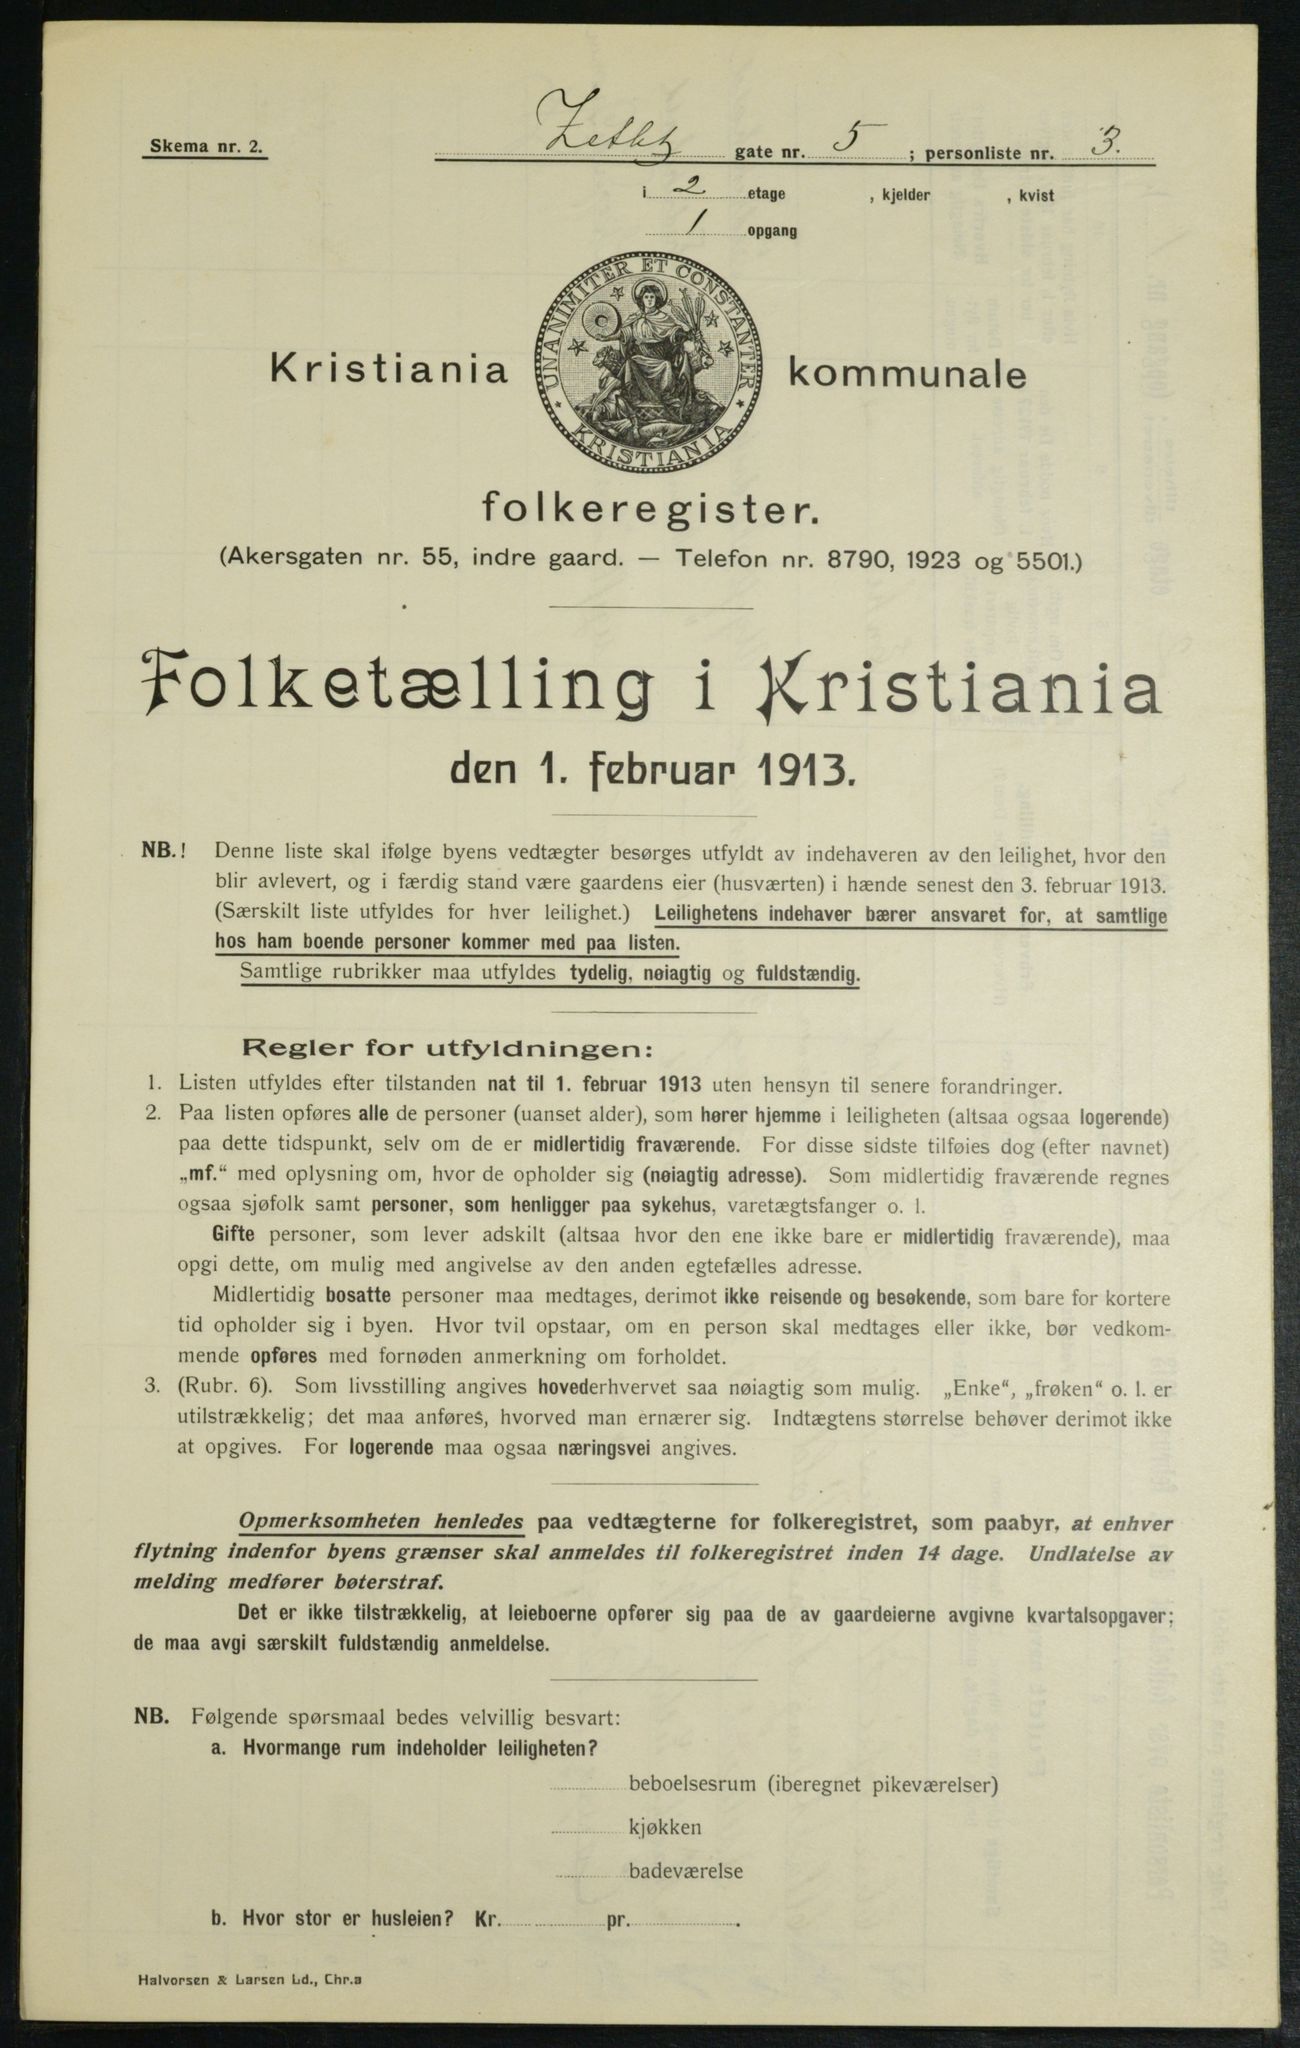 Skema nr. 2.
Zetlitz gate nr. 5 ; personliste nr. 3.
i 2 etage , kjelder , kvist
1 opgang
UNANIMITER ET CONSTANTER
KRISTIANIA
Kristiania kommunale
folkeregister.
(Akersgaten nr. 55, indre gaard. — Telefon nr. 8790, 1923 og 5501.)
Folketælling i Kristiania
den 1. februar 1913.
NB.! Denne liste skal ifølge byens vedtægter besørges utfyldt av indehaveren av den leilighet, hvor den
blir avlevert, og i færdig stand være gaardens eier (husværten) i hænde senest den 3. februar 1913.
(Særskilt liste utfyldes for hver leilighet.) Leilighetens indehaver bærer ansvaret for, at samtlige
hos ham boende personer kommer med paa listen.
Samtlige rubrikker maa utfyldes tydelig, nøiagtig og fuldstændig.
Regler for utfyldningen:
1. Listen utfyldes efter tilstanden nat til 1. februar 1913 uten hensyn til senere forandringer.
2. Paa listen opføres alle de personer (uanset alder), som hører hjemme i leiligheten (altsaa ogsaa logerende)
paa dette tidspunkt, selv om de er midlertidig fraværende. For disse sidste tilføies dog (efter navnet)
„mf.“ med oplysning om, hvor de opholder sig (nøiagtig adresse). Som midlertidig fraværende regnes
ogsaa sjøfolk samt personer, som henligger paa sykehus, varetægtsfanger o. l.
Gifte personer, som lever adskilt (altsaa hvor den ene ikke bare er midlertidig fraværende), maa
opgi dette, om mulig med angivelse av den anden egtefælles adresse.
Midlertidig bosatte personer maa medtages, derimot ikke reisende og besøkende, som bare for kortere
tid opholder sig i byen. Hvor tvil opstaar, om en person skal medtages eller ikke, bør vedkom-
mende opføres med fornøden anmerkning om forholdet.
3. (Rubr. 6). Som livsstilling angives hovederhvervet saa nøiagtig som mulig. „Enke“, „frøken“ o. l. er
utilstrækkelig; det maa anføres, hvorved man ernærer sig. Indtægtens størrelse behøver derimot ikke
at opgives. For logerende maa ogsaa næringsvei angives.
Opmerksomheten henledes paa vedtægterne for folkeregistret, som paabyr, at enhver
flytning indenfor byens grænser skal anmeldes til folkeregistret inden 14 dage. Undlatelse av
melding medfører bøterstraf.
Det er ikke tilstrækkelig, at leieboerne opfører sig paa de av gaardeierne avgivne kvartalsopgaver;
de maa avgi særskilt fuldstændig anmeldelse.
NB. Følgende spørsmaal bedes velvillig besvart:
a. Hvormange rum indeholder leiligheten?
beboelsesrum (iberegnet pikeværelser)
kjøkken
badeværelse
b. Hvor stor er husleien? Kr. pr. .
Halvorsen & Larsen Ld., Chr.a